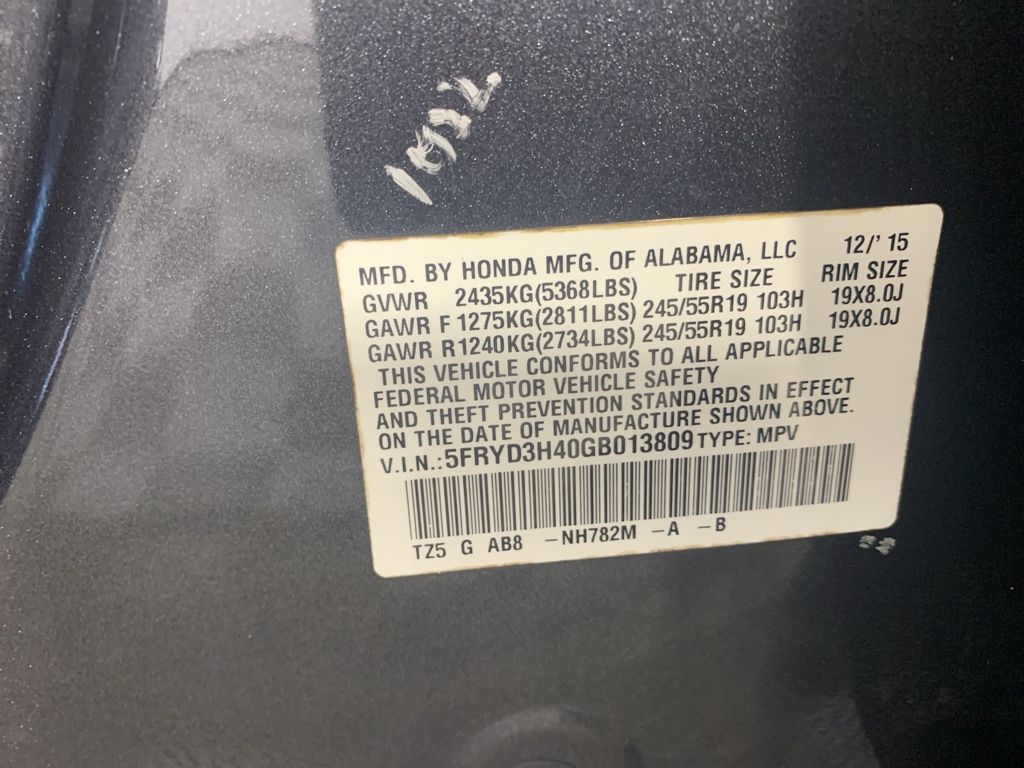 MFD. BY HONDA MFG. OF ALABAMA, LLC 12/' 15
GVWR 2435KG(5368LBS) TIRE SIZE RIM SIZE
GAWR F 1275KG(2811LBS) 245/55R19 103H 19X8.0J
GAWR R1240KG(2734LBS) 245/55R19 103H 19X8.0J
THIS VEHICLE CONFORMS TO ALL APPLICABLE
FEDERAL MOTOR VEHICLE SAFETY
AND THEFT PREVENTION STANDARDS IN EFFECT
ON THE DATE OF MANUFACTURE SHOWN ABOVE.
V.I.N.:5FRYD3H40GB013809 TYPE: MPV
TZ5 G AB8 -NH782M -A -B